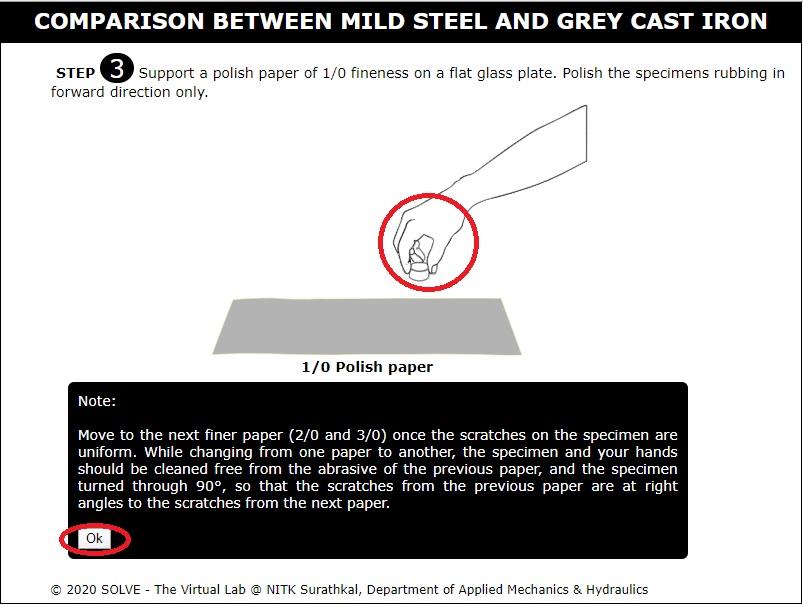 COMPARISON BETWEEN MILD STEEL AND GREY CAST IRON
STEP 3 Support a polish paper of 1/0 fineness on a flat glass plate. Polish the specimens rubbing in
forward direction only.
1/0 Polish paper
Note:
Move to the next finer paper (2/0 and 3/0) once the scratches on the specimen are
uniform. While changing from one paper to another, the specimen and your hands
should be cleaned free from the abrasive of the previous paper, and the specimen
turned through 90°, so that the scratches from the previous paper are at right
angles to the scratches from the next paper.
Ok
© 2020 SOLVE - The Virtual Lab @ NITK Surathkal, Department of Applied Mechanics & Hydraulics